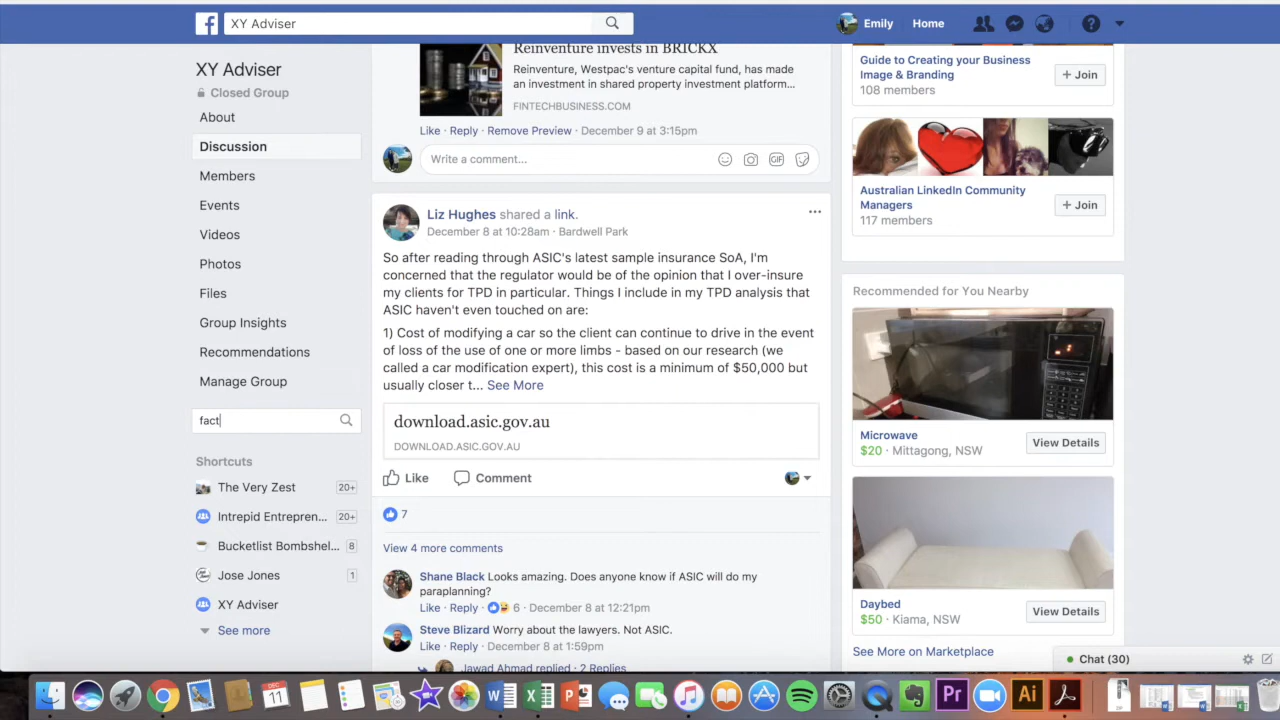 XY Adviser
Emily
Home
XY Adviser
Closed Group
About
Discussion
Members
Events
Videos
Photos
Files
Group Insights
Recommendations
Manage Group
fact
Shortcuts
The Very Zest 20+
Intrepid Entrepren... 20+
Bucketlist Bombshel... 8
Jose Jones 1
XY Adviser
See more
Reinventure invests in BRICKX
Reinventure, Westpac's venture capital fund, has made
an investment in shared property investment platform...
FINTECHBUSINESS.COM
Like · Reply · Remove Preview · December 9 at 3:15pm
Write a comment...
GIF
Liz Hughes shared a link.
December 8 at 10:28am · Bardwell Park
So after reading through ASIC's latest sample insurance SoA, I'm
concerned that the regulator would be of the opinion that I over-insure
my clients for TPD in particular. Things I include in my TPD analysis that
ASIC haven't even touched on are:
1) Cost of modifying a car so the client can continue to drive in the event
of loss of the use of one or more limbs - based on our research (we
called a car modification expert), this cost is a minimum of $50,000 but
usually closer t... See More
download.asic.gov.au
DOWNLOAD.ASIC.GOV.AU
Like
Comment
7
View 4 more comments
Shane Black Looks amazing. Does anyone know if ASIC will do my
paraplanning?
Like · Reply · 6 · December 8 at 12:21pm
Steve Blizard Worry about the lawyers. Not ASIC.
Like · Reply · December 8 at 1:59pm
Jawad Ahmad replied · 2 Replies
Guide to Creating your Business
Image & Branding
108 members
+ Join
Australian LinkedIn Community
Managers
117 members
+ Join
Recommended for You Nearby
Microwave
$20 · Mittagong, NSW
View Details
Daybed
$50 · Kiama, NSW
View Details
See More on Marketplace
Chat (30)
DEC
11
W
X
P
Pr
Ai